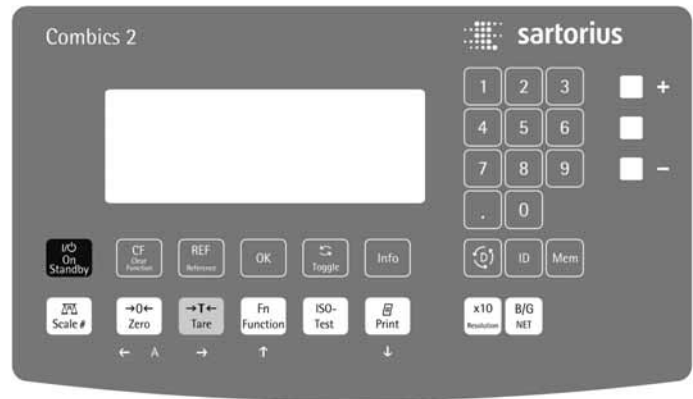 Combics 2
sartorius
1 2 3 +
4 5 6
7 8 9 –
. 0
I/⏻ On Standby
CF Clear Function
REF Reference
OK
Toggle
Info
D
ID
Mem
Scale #
→0← Zero
→T← Tare
Fn Function
ISO-Test
Print
x10 Resolution
B/G NET
← A → ↑ ↓